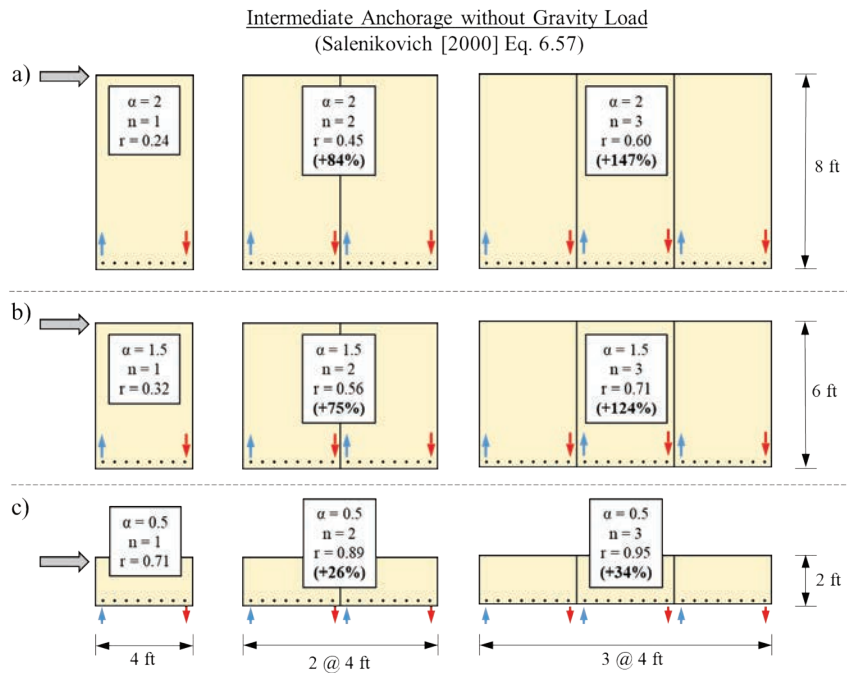 Intermediate Anchorage without Gravity Load
(Salenikovich [2000] Eq. 6.57)
a)
α = 2
n = 1
r = 0.24
α = 2
n = 2
r = 0.45
(+84%)
α = 2
n = 3
r = 0.60
(+147%)
8 ft
b)
α = 1.5
n = 1
r = 0.32
α = 1.5
n = 2
r = 0.56
(+75%)
α = 1.5
n = 3
r = 0.71
(+124%)
6 ft
c)
α = 0.5
n = 1
r = 0.71
α = 0.5
n = 2
r = 0.89
(+26%)
α = 0.5
n = 3
r = 0.95
(+34%)
2 ft
4 ft
2 @ 4 ft
3 @ 4 ft